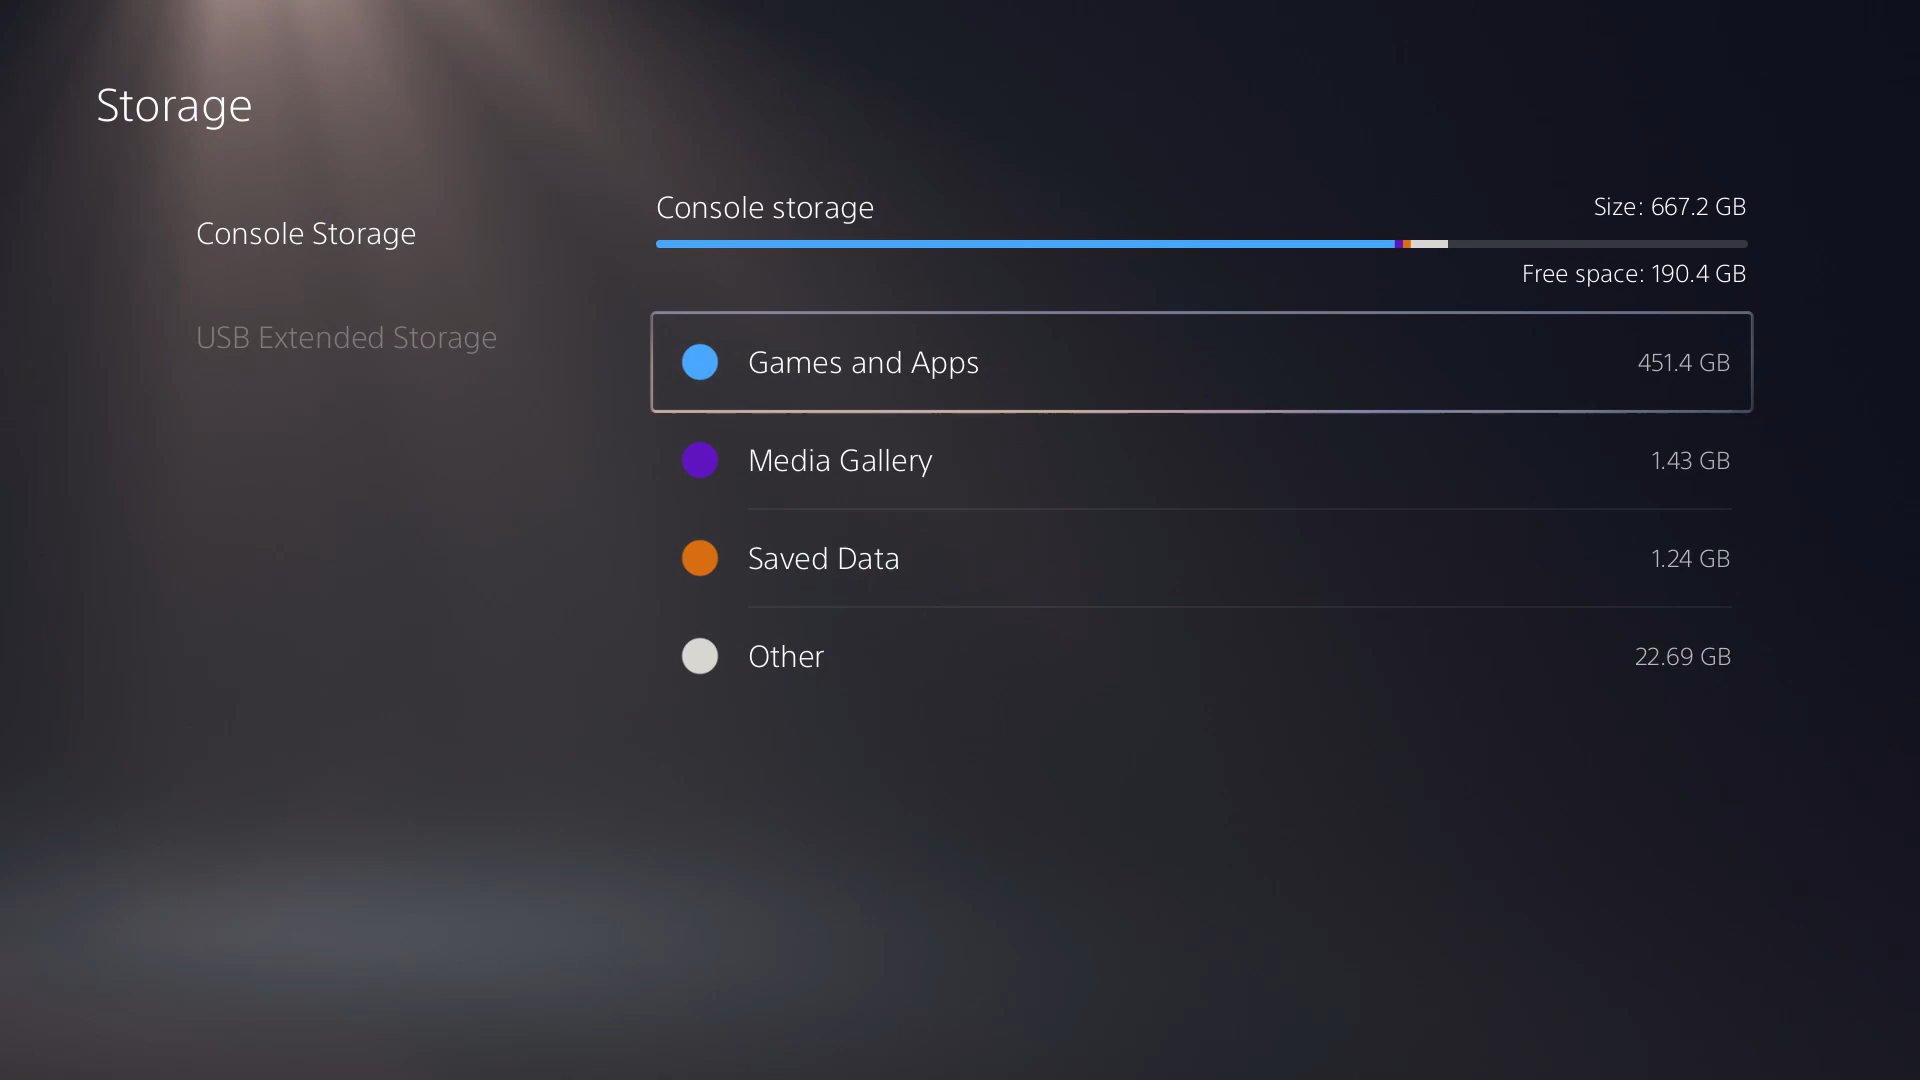 Storage
Console Storage
USB Extended Storage
Console storage
Size: 667.2 GB
Free space: 190.4 GB
Games and Apps
451.4 GB
Media Gallery
1.43 GB
Saved Data
1.24 GB
Other
22.69 GB